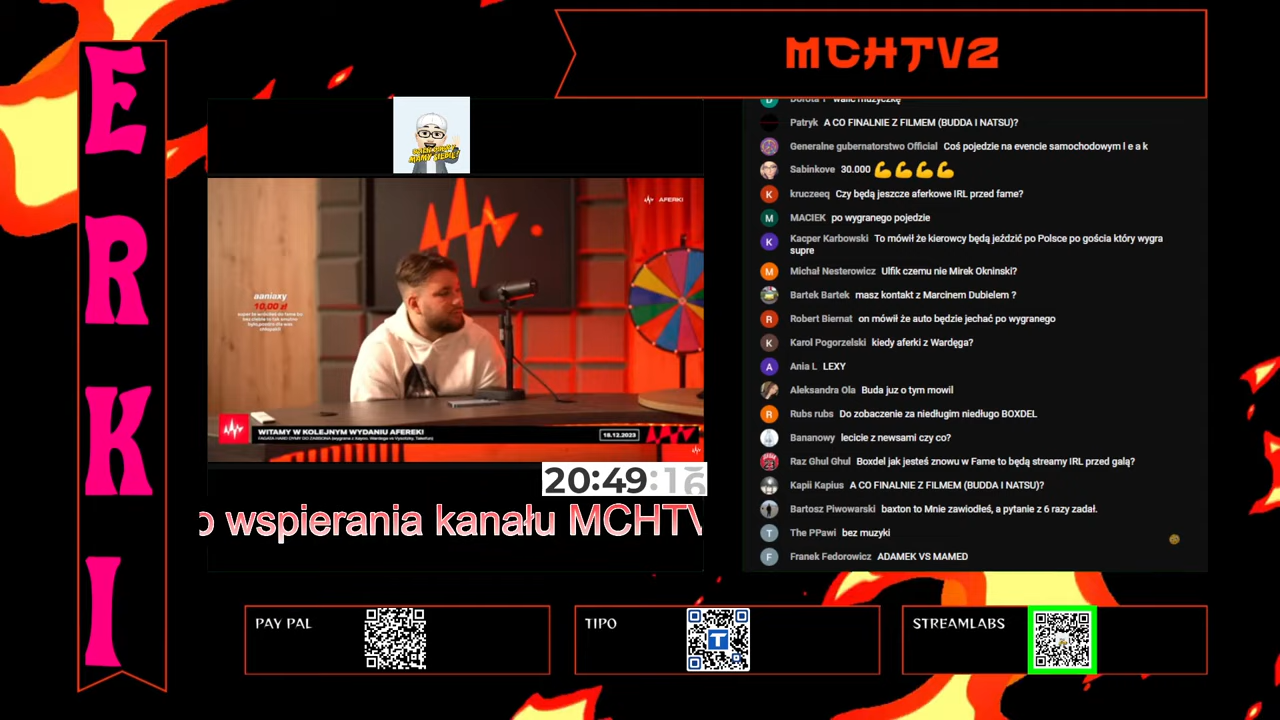 MCHTV2
E
R
K
I
MAMY CIEBIE!
AFERKI
aaniaxy
10,00 zł
WITAMY W KOLEJNYM WYDANIU AFEREK!
18.12.2023
20:49:16
o wspierania kanału MCHTV
Dorota T walić muzyczkę
Patryk A CO FINALNIE Z FILMEM (BUDDA I NATSU)?
Generalne gubernatorstwo Official Coś pojedzie na evencie samochodowym l e a k
Sabinkove 30.000 💪💪💪💪
kruczeeq Czy będą jeszcze aferkowe IRL przed fame?
MACIEK po wygranego pojedzie
Kacper Karbowski To mówił że kierowcy będą jeździć po Polsce po gościa który wygra
supre
Michał Nesterowicz Ulfik czemu nie Mirek Okninski?
Bartek Bartek masz kontakt z Marcinem Dubielem ?
Robert Biernat on mówił że auto będzie jechać po wygranego
Karol Pogorzelski kiedy aferki z Wardęga?
Ania L LEXY
Aleksandra Ola Buda juz o tym mowil
Rubs rubs Do zobaczenie za niedługim niedługo BOXDEL
Bananowy lecicie z newsami czy co?
Raz Ghul Ghul Boxdel jak jesteś znowu w Fame to będą streamy IRL przed galą?
Kapii Kapius A CO FINALNIE Z FILMEM (BUDDA I NATSU)?
Bartosz Piwowarski baxton to Mnie zawiodłeś, a pytanie z 6 razy zadał.
The PPawi bez muzyki
Franek Fedorowicz ADAMEK VS MAMED
PAY PAL
TIPO
STREAMLABS